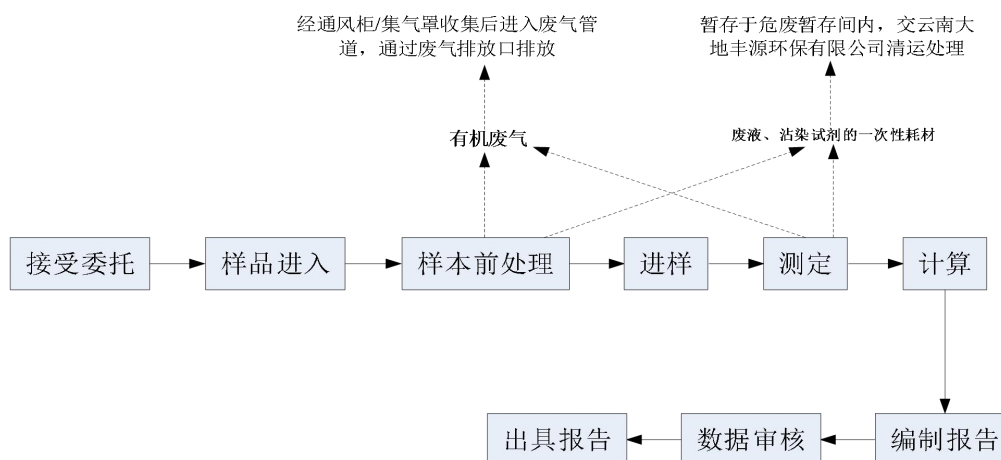 经通风柜/集气罩收集后进入废气管
道，通过废气排放口排放
暂存于危废暂存间内，交云南大
地丰源环保有限公司清运处理
有机废气
废液、沾染试剂的一次性耗材
接受委托
样品进入
样本前处理
进样
测定
计算
出具报告
数据审核
编制报告